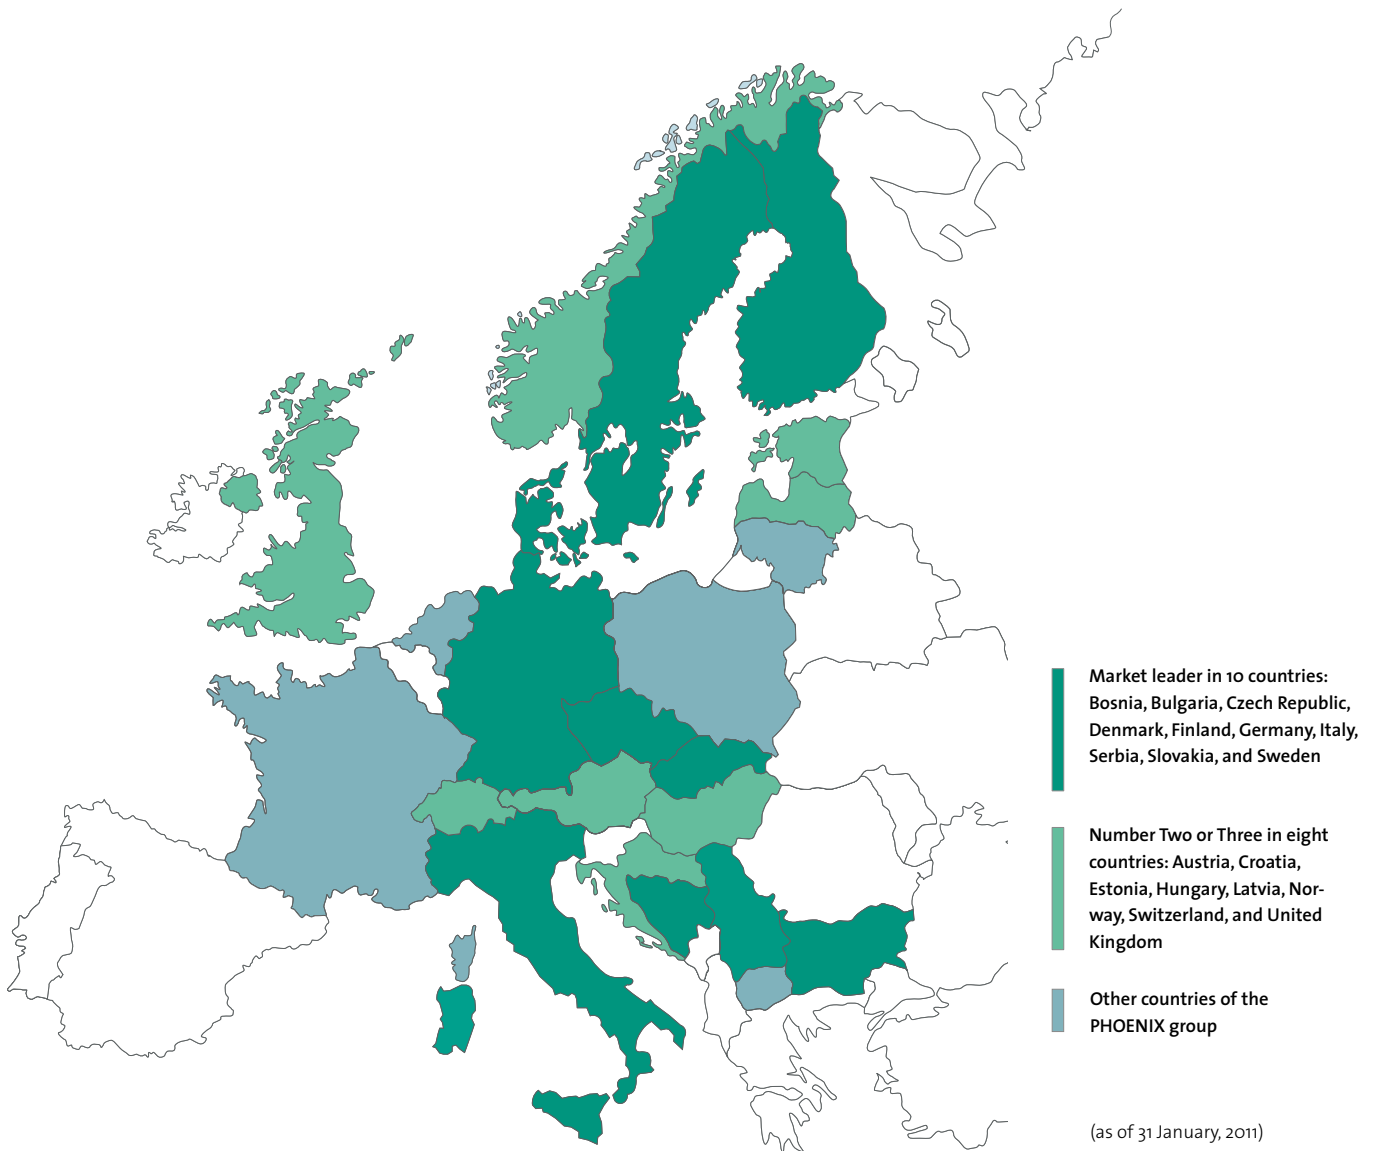 Market leader in 10 countries:
Bosnia, Bulgaria, Czech Republic,
Denmark, Finland, Germany, Italy,
Serbia, Slovakia, and Sweden
Number Two or Three in eight
countries: Austria, Croatia,
Estonia, Hungary, Latvia, Nor-
way, Switzerland, and United
Kingdom
Other countries of the
PHOENIX group
(as of 31 January, 2011)